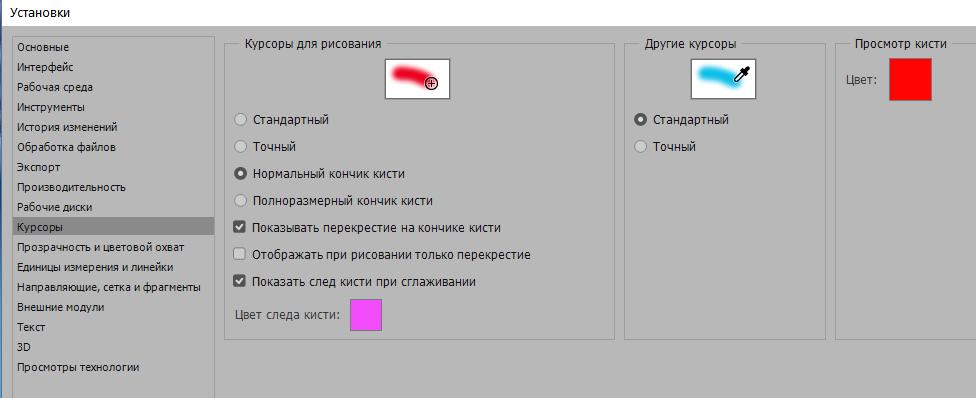 Установки
Основные
Интерфейс
Рабочая среда
Инструменты
История изменений
Обработка файлов
Экспорт
Производительность
Рабочие диски
Курсоры
Прозрачность и цветовой охват
Единицы измерения и линейки
Направляющие, сетка и фрагменты
Внешние модули
Текст
3D
Просмотры технологии
Курсоры для рисования
Стандартный
Точный
Нормальный кончик кисти
Полноразмерный кончик кисти
Показывать перекрестие на кончике кисти
Отображать при рисовании только перекрестие
Показать след кисти при сглаживании
Цвет следа кисти:
Другие курсоры
Стандартный
Точный
Просмотр кисти
Цвет: